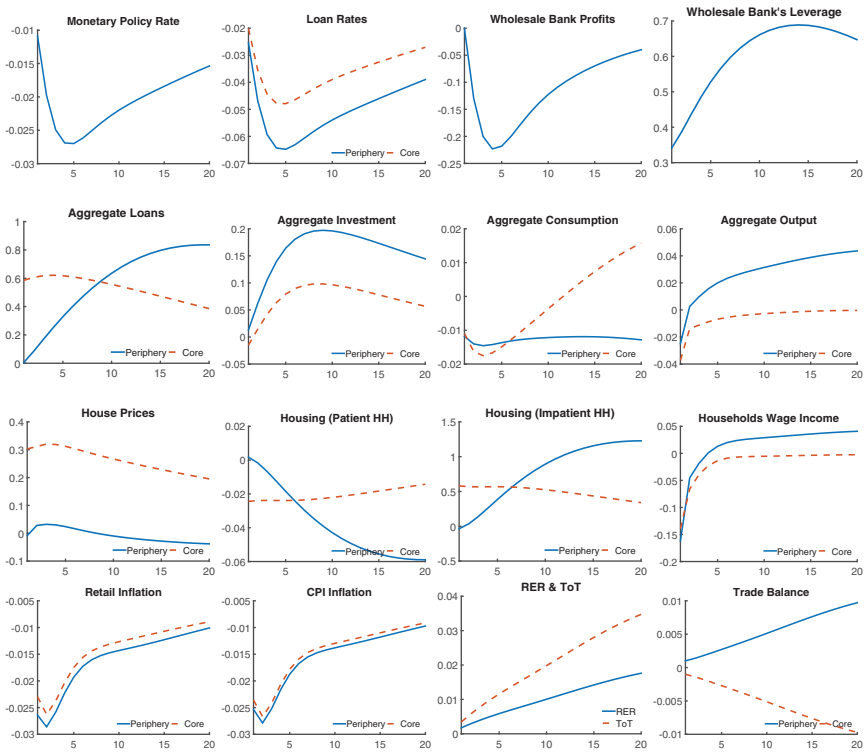 Monetary Policy Rate
-0.01
-0.015
-0.02
-0.025
-0.03
5 10 15 20
Loan Rates
-0.02
-0.03
-0.04
-0.05
-0.06
-0.07
Periphery Core
5 10 15 20
Wholesale Bank Profits
0
-0.05
-0.1
-0.15
-0.2
-0.25
5 10 15 20
Wholesale Bank's Leverage
0.7
0.6
0.5
0.4
0.3
5 10 15 20
Aggregate Loans
1
0.8
0.6
0.4
0.2
0
Periphery Core
5 10 15 20
Aggregate Investment
0.2
0.15
0.1
0.05
0
-0.05
Periphery Core
5 10 15 20
Aggregate Consumption
0.02
0.01
0
-0.01
-0.02
Periphery Core
5 10 15 20
Aggregate Output
0.06
0.04
0.02
0
-0.02
-0.04
Periphery Core
5 10 15 20
House Prices
0.4
0.3
0.2
0.1
0
-0.1
Periphery Core
5 10 15 20
Housing (Patient HH)
0.02
0
-0.02
-0.04
-0.06
Periphery Core
5 10 15 20
Housing (Impatient HH)
1.5
1
0.5
0
-0.5
Periphery Core
5 10 15 20
Households Wage Income
0.05
0
-0.05
-0.1
-0.15
-0.2
Periphery Core
5 10 15 20
Retail Inflation
-0.005
-0.01
-0.015
-0.02
-0.025
-0.03
Periphery Core
5 10 15 20
CPI Inflation
-0.005
-0.01
-0.015
-0.02
-0.025
-0.03
Periphery Core
5 10 15 20
RER & ToT
0.04
0.03
0.02
0.01
0
RER
ToT
5 10 15 20
Trade Balance
0.01
0.005
0
-0.005
-0.01
Periphery Core
5 10 15 20